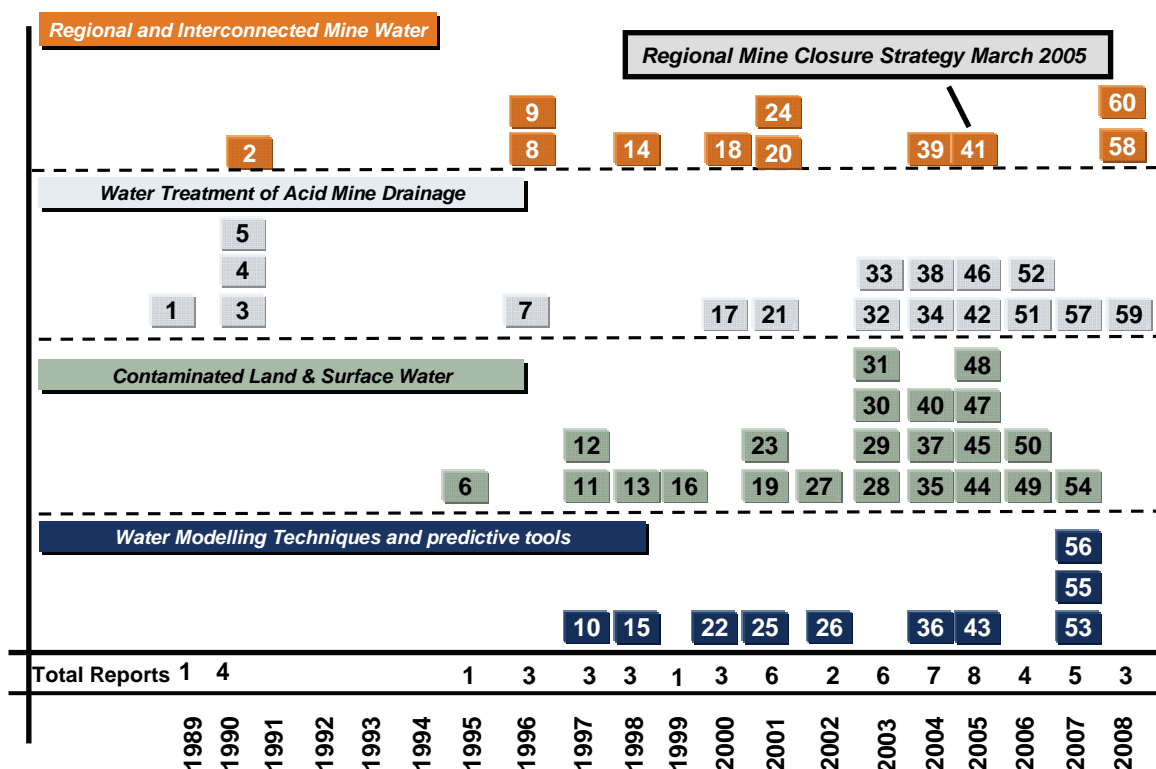 Regional and Interconnected Mine Water
Regional Mine Closure Strategy March 2005
9 24 60
2 8 14 18 20 39 41 58
Water Treatment of Acid Mine Drainage
5
4 33 38 46 52
1 3 7 17 21 32 34 42 51 57 59
Contaminated Land & Surface Water
31 48
30 40 47
12 23 29 37 45 50
6 11 13 16 19 27 28 35 44 49 54
Water Modelling Techniques and predictive tools
56
55
10 15 22 25 26 36 43 53
Total Reports 1 4 1 3 3 3 1 3 6 2 6 7 8 4 5 3
1989 1990 1991 1992 1993 1994 1995 1996 1997 1998 1999 2000 2001 2002 2003 2004 2005 2006 2007 2008